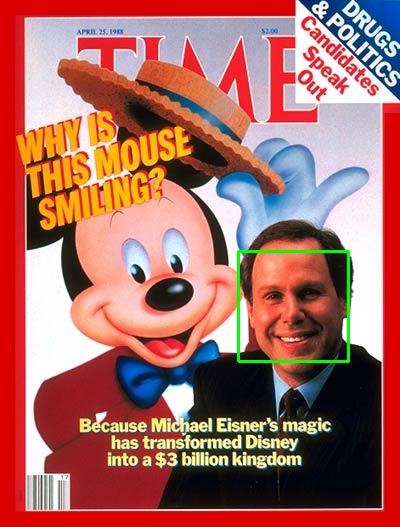 APRIL 25, 1988
$2.00
DRUGS
& POLITICS
Candidates
Speak
Out
TIME
WHY IS
THIS MOUSE
SMILING?
Because Michael Eisner's magic
has transformed Disney
into a $3 billion kingdom
17